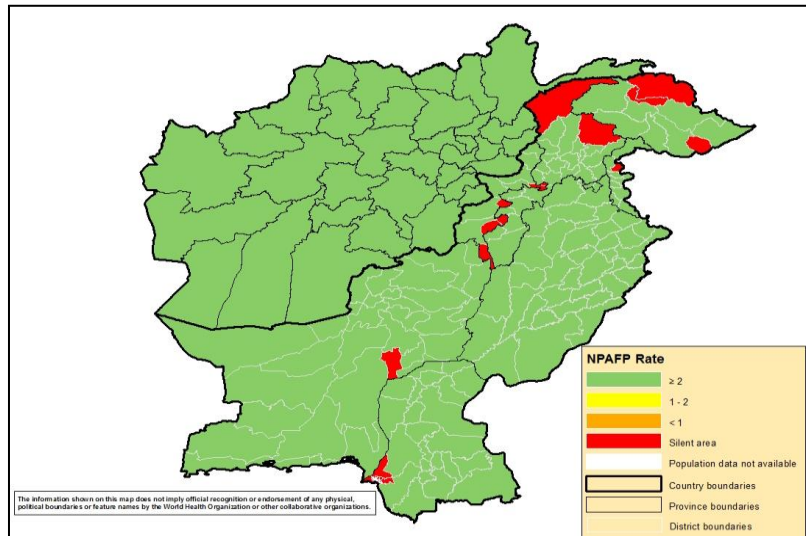 NPAFP Rate
≥ 2
1 - 2
< 1
Silent area
Population data not available
Country boundaries
Province boundaries
District boundaries
The information shown on this map does not imply official recognition or endorsement of any physical,
political boundaries or feature names by the World Health Organization or other collaborative organizations.